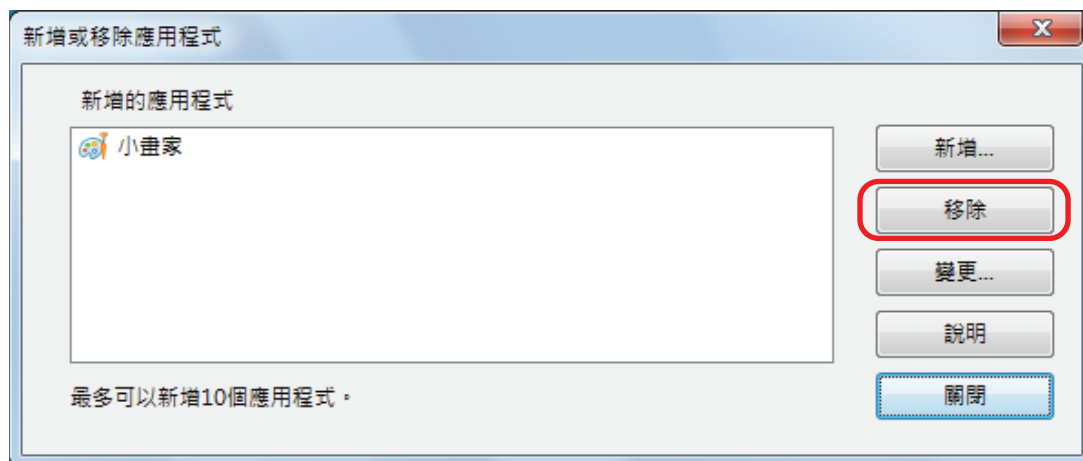 新增或移除應用程式
新增的應用程式
小畫家
新增...
移除
變更...
說明
關閉
最多可以新增10個應用程式。